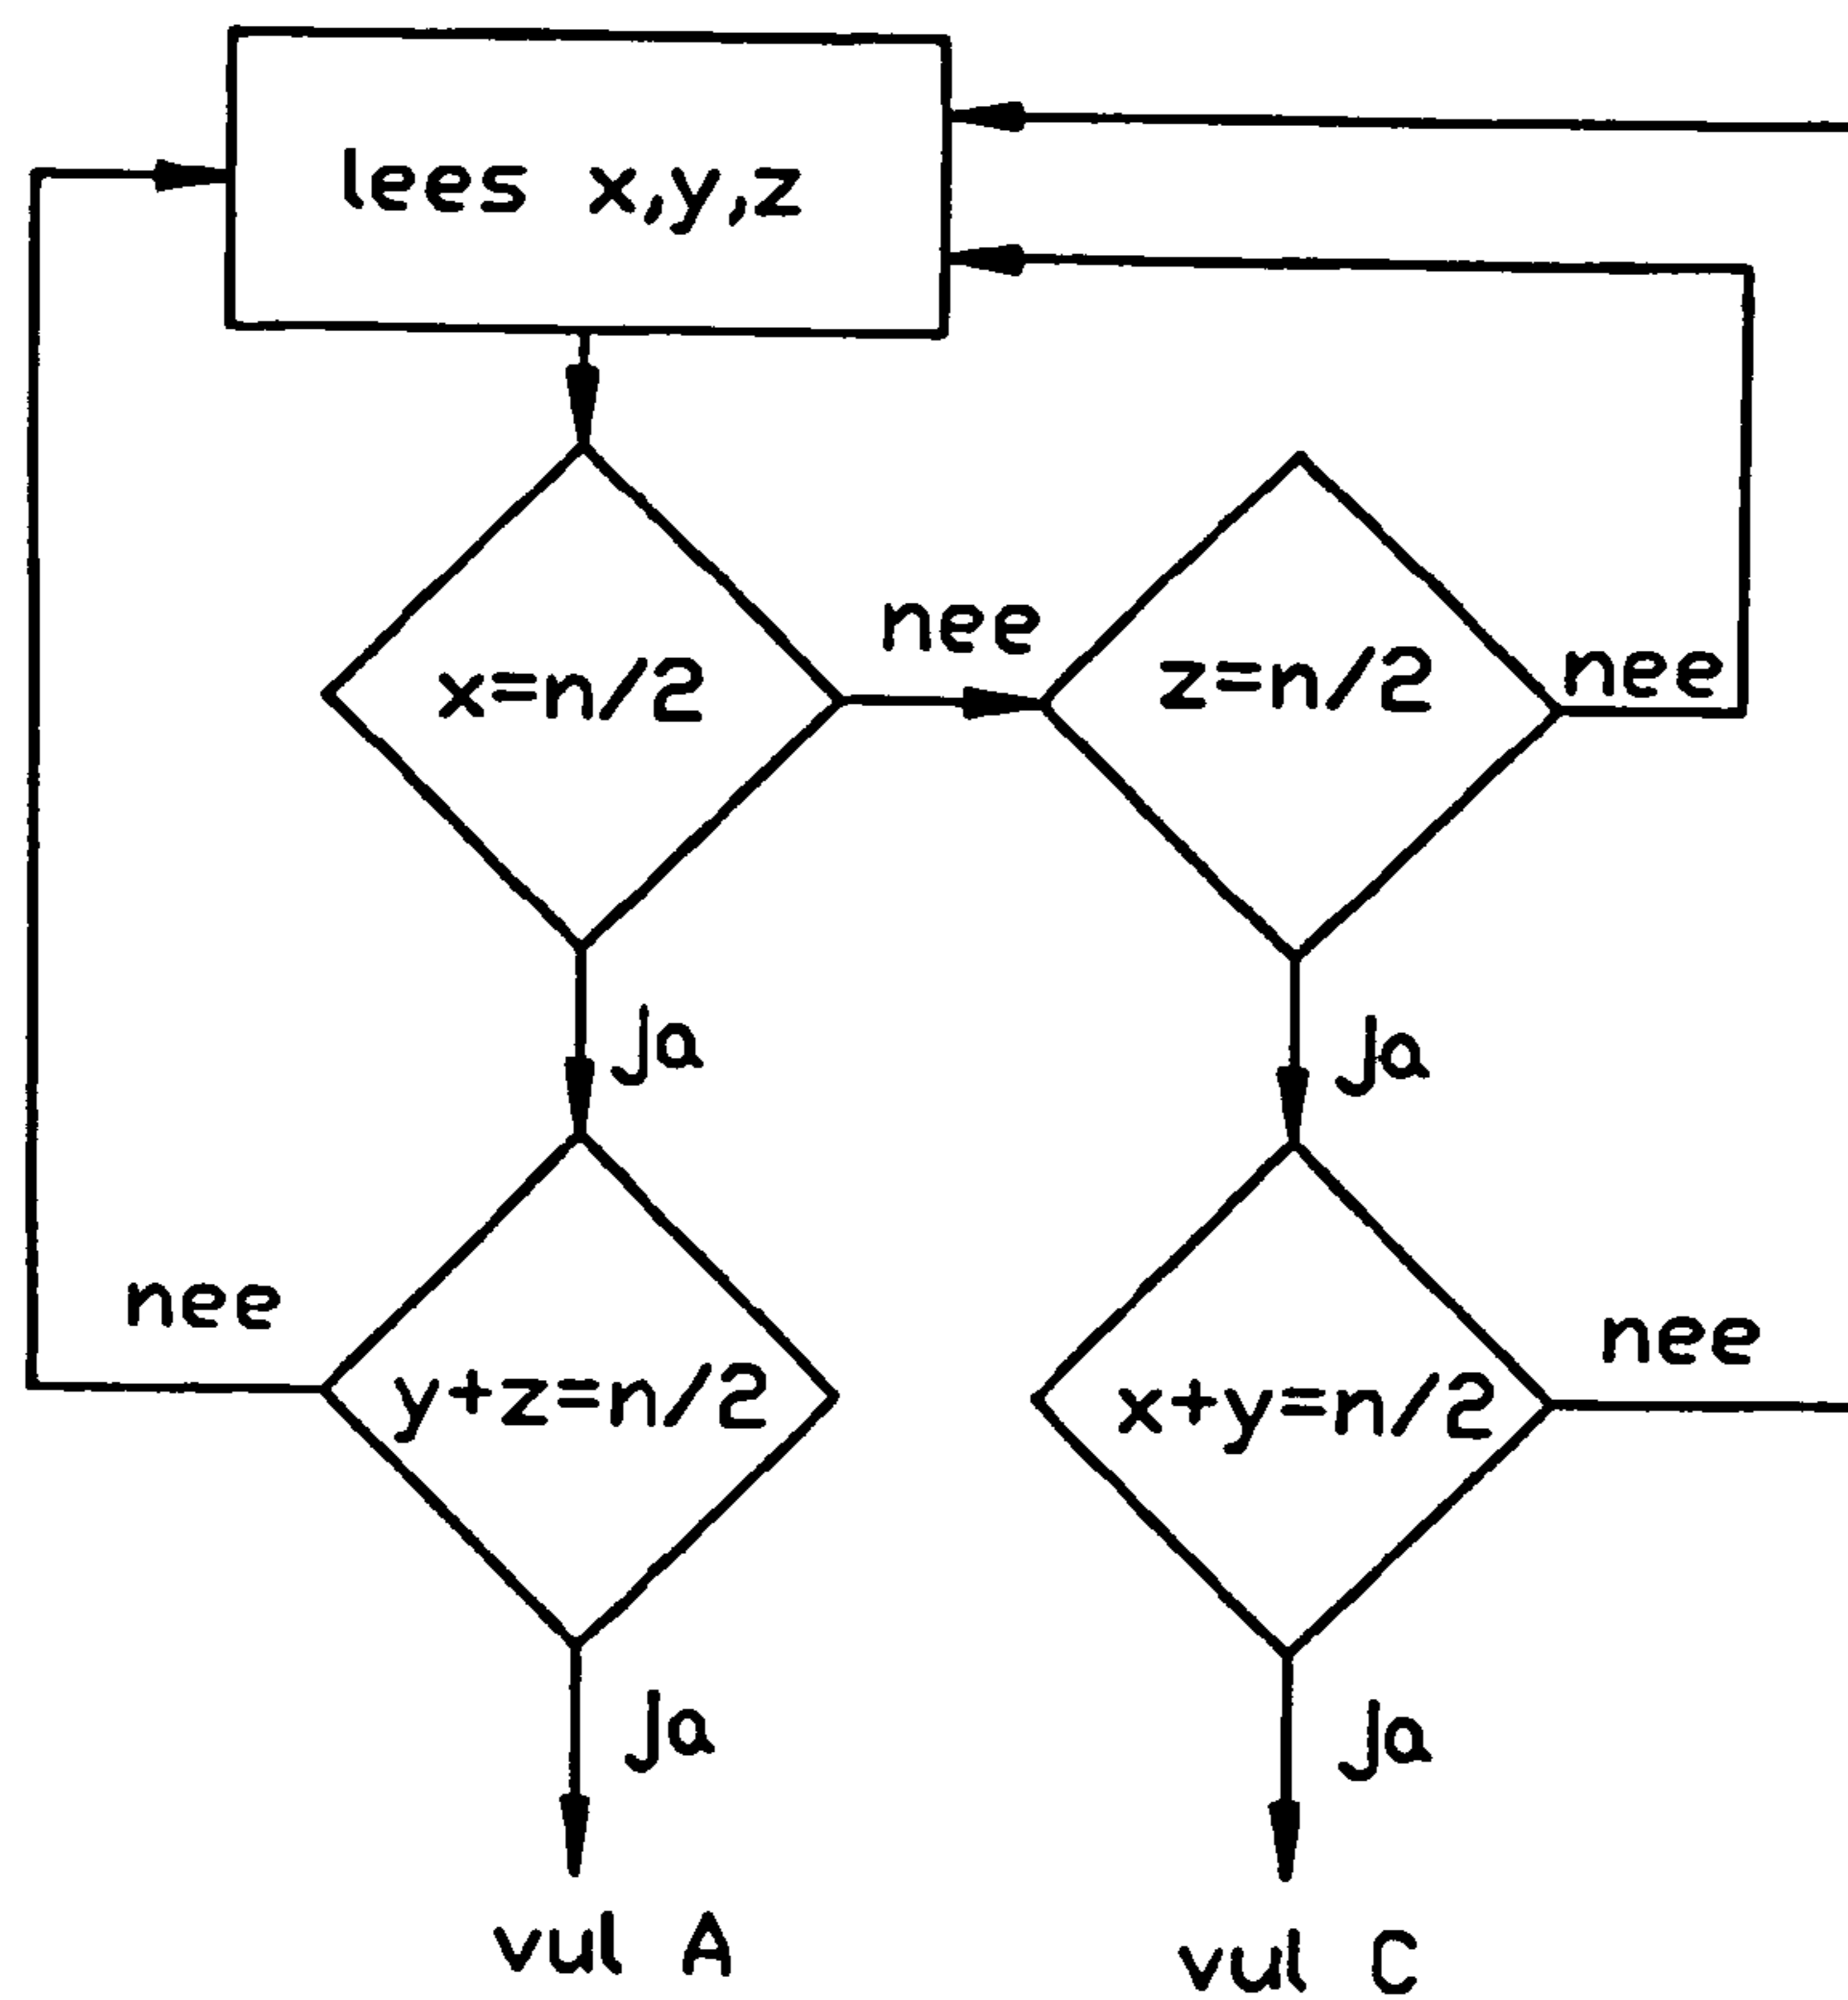 lees x,y,z
nee
x=n/2
z=n/2
nee
ja
ja
nee
nee
y+z=n/2
x+y=n/2
ja
ja
vul A
vul C